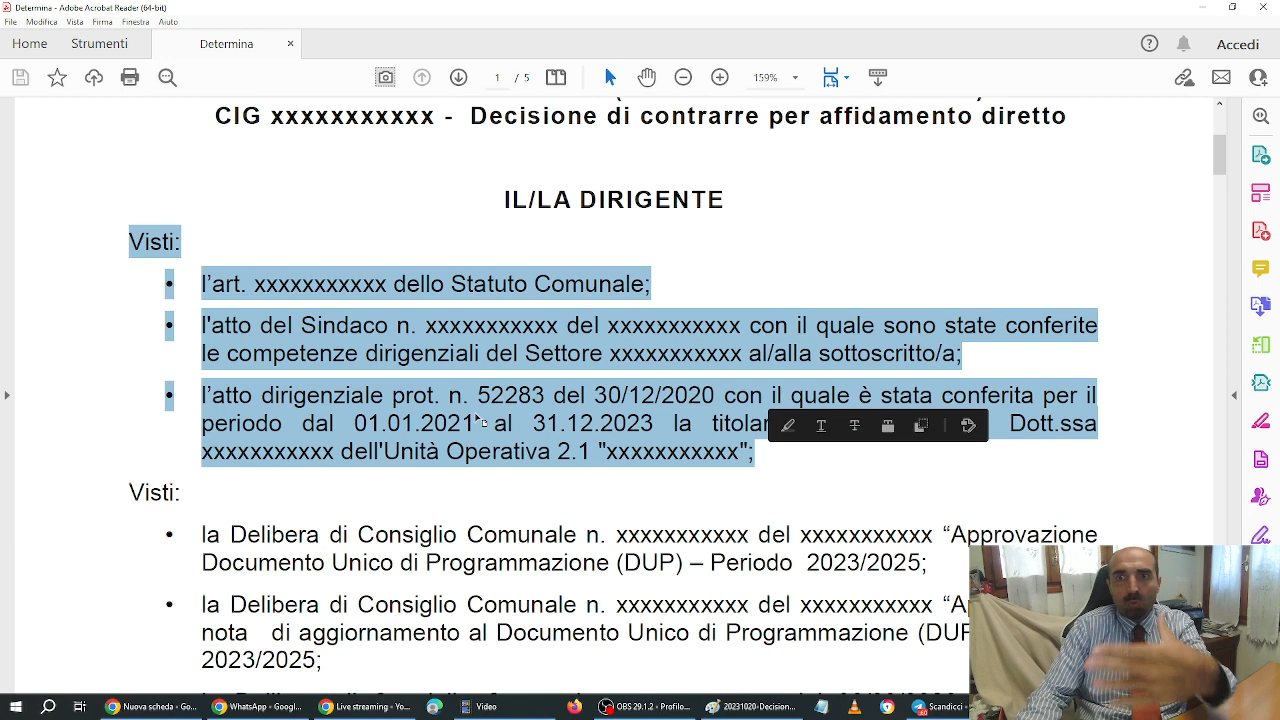 Determina - Adobe Acrobat Reader (64-bit)
File Modifica Vista Firma Finestra Aiuto
Home Strumenti Determina × Accedi
1 / 5 159%
CIG xxxxxxxxxxx - Decisione di contrarre per affidamento diretto
IL/LA DIRIGENTE
Visti:
• l’art. xxxxxxxxxxx dello Statuto Comunale;
• l'atto del Sindaco n. xxxxxxxxxxx del xxxxxxxxxxx con il quale sono state conferite
le competenze dirigenziali del Settore xxxxxxxxxxx al/alla sottoscritto/a;
• l’atto dirigenziale prot. n. 52283 del 30/12/2020 con il quale è stata conferita per il
periodo dal 01.01.2021 al 31.12.2023 la Dott.ssa
xxxxxxxxxxx dell'Unità Operativa 2.1 "xxxxxxxxxxx";
Visti:
• la Delibera di Consiglio Comunale n. xxxxxxxxxxx del xxxxxxxxxxx “Approvazione
Documento Unico di Programmazione (DUP) – Periodo 2023/2025;
• la Delibera di Consiglio Comunale n. xxxxxxxxxxx del xxxxxxxxxxx
nota di aggiornamento al Documento Unico di Programmazione (DUP
2023/2025;
Nuova scheda - Go... WhatsApp - Googl... Live streaming - Yo... Video OBS 29.1.2 - Profilo... 20231020-Decision... Candicci